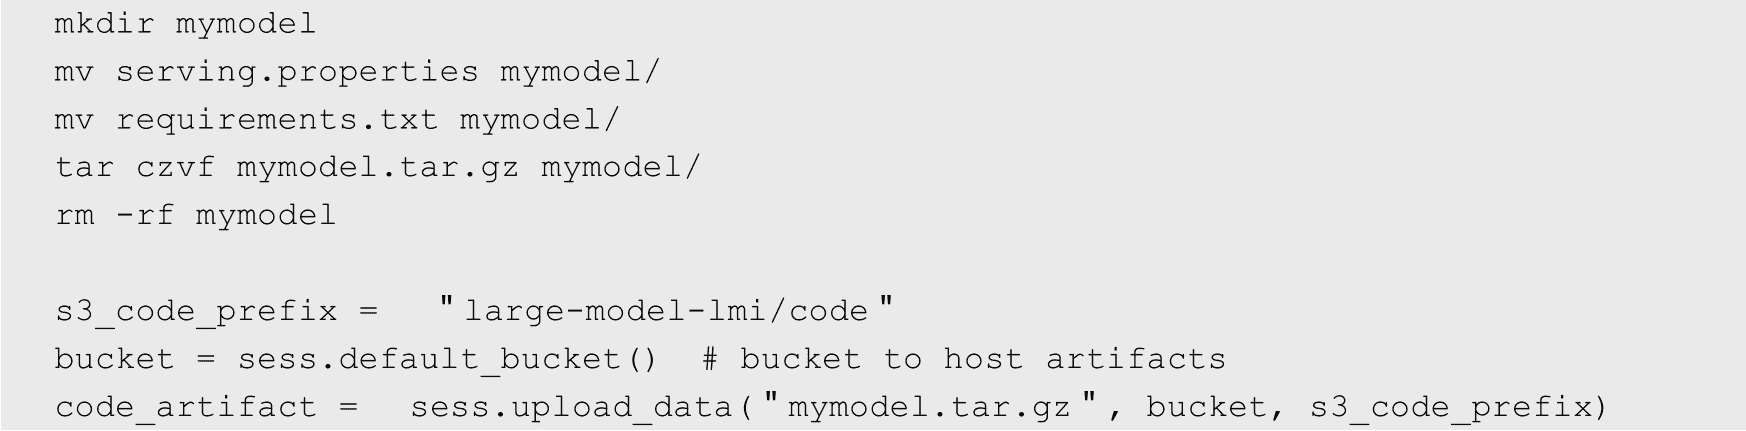 mkdir mymodel
mv serving.properties mymodel/
mv requirements.txt mymodel/
tar czvf mymodel.tar.gz mymodel/
rm -rf mymodel
s3_code_prefix = "large-model-lmi/code"
bucket = sess.default_bucket() # bucket to host artifacts
code_artifact = sess.upload_data("mymodel.tar.gz", bucket, s3_code_prefix)